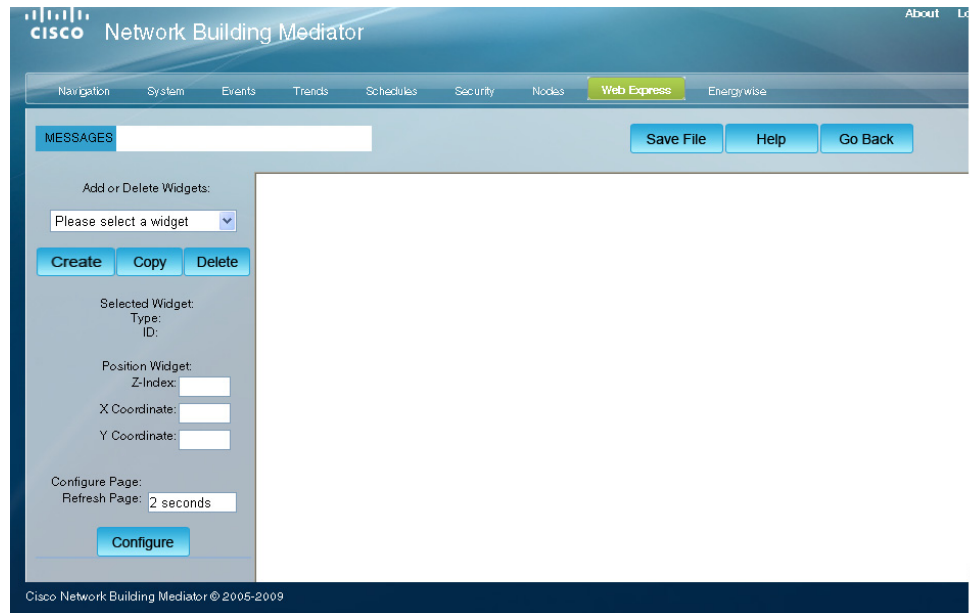 About
CISCO Network Building Mediator
Navigation System Events Trends Schedules Security Nodes Web Express Energywise
MESSAGES
Save File Help Go Back
Add or Delete Widgets:
Please select a widget
Create Copy Delete
Selected Widget:
Type:
ID:
Position Widget:
Z-Index:
X Coordinate:
Y Coordinate:
Configure Page:
Refresh Page: 2 seconds
Configure
Cisco Network Building Mediator © 2005-2009